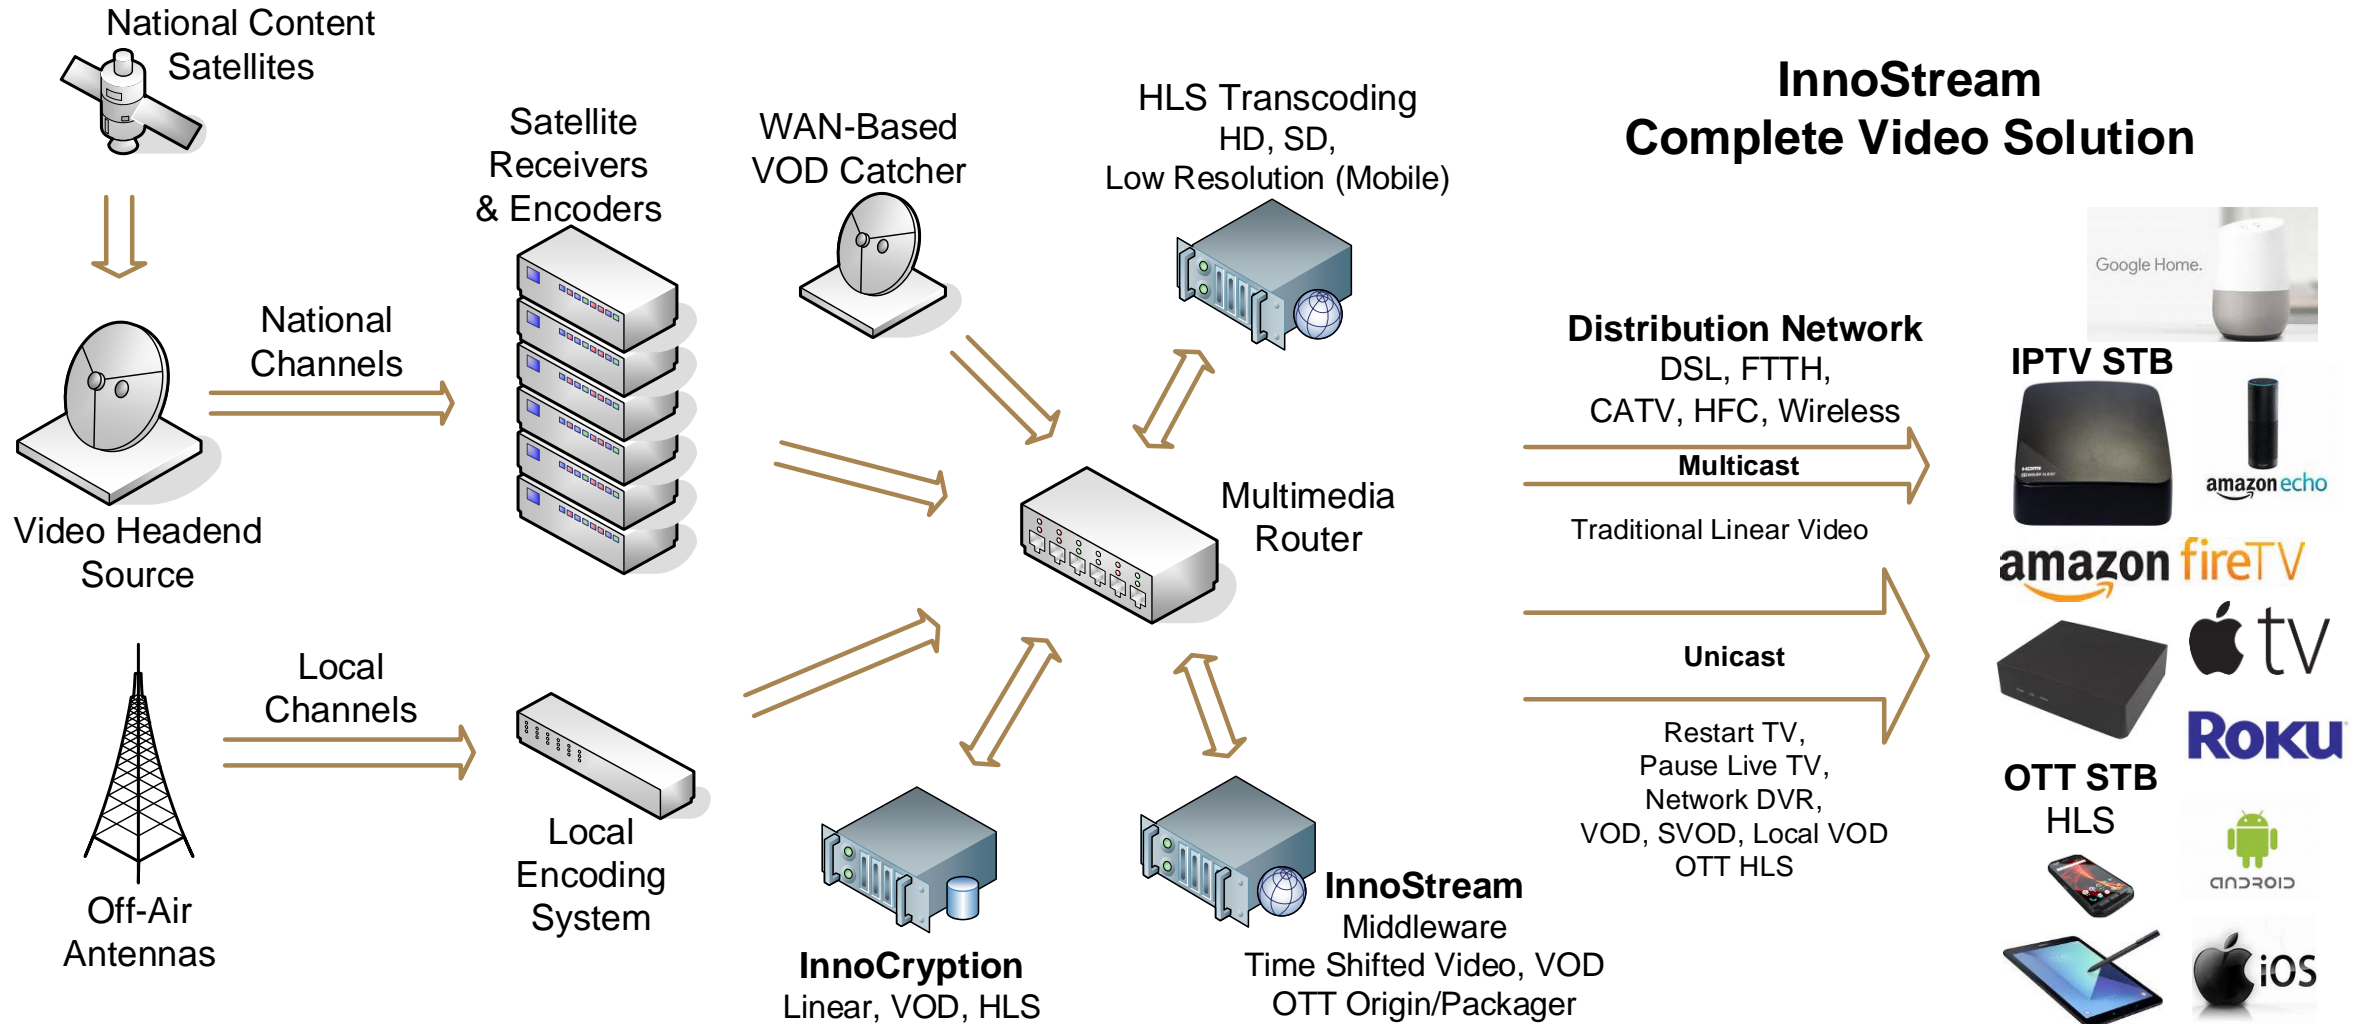 National Content
Satellites
Satellite
Receivers
& Encoders
WAN-Based
VOD Catcher
HLS Transcoding
HD, SD,
Low Resolution (Mobile)
InnoStream
Complete Video Solution
Google Home.
National
Channels
Distribution Network
DSL, FTTH,
CATV, HFC, Wireless
Multicast
Traditional Linear Video
IPTV STB
HDMI
amazon echo
Video Headend
Source
Multimedia
Router
amazon fireTV
tv
Unicast
Local
Channels
Restart TV,
Pause Live TV,
Network DVR,
VOD, SVOD, Local VOD
OTT HLS
ROKU
OTT STB
HLS
android
Local
Encoding
System
Off-Air
Antennas
InnoCryption
Linear, VOD, HLS
InnoStream
Middleware
Time Shifted Video, VOD
OTT Origin/Packager
iOS